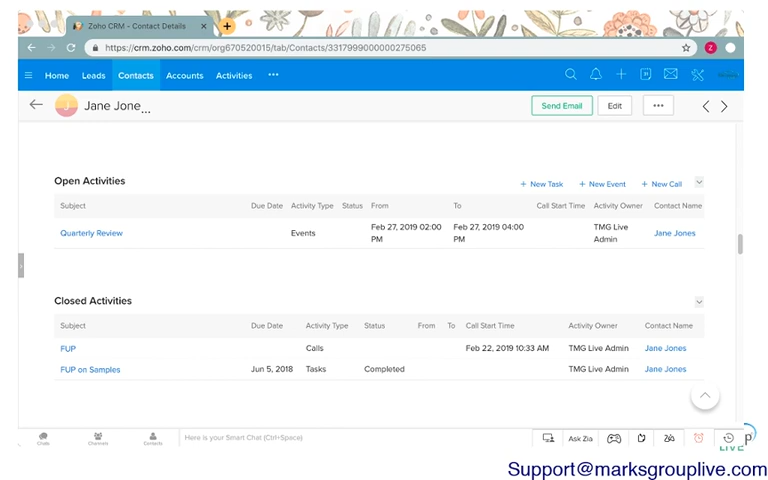 Zoho CRM - Contact Details
https://crm.zoho.com/crm/org670520015/tab/Contacts/3317999000000275065
Z
Home Leads Contacts Accounts Activities •••
J Jane Jone... Send Email Edit •••
Open Activities + New Task + New Event + New Call
Subject Due Date Activity Type Status From To Call Start Time Activity Owner Contact Name
Quarterly Review Events Feb 27, 2019 02:00 PM Feb 27, 2019 04:00 PM TMG Live Admin Jane Jones
Closed Activities
Subject Due Date Activity Type Status From To Call Start Time Activity Owner Contact Name
FUP Calls Feb 22, 2019 10:33 AM TMG Live Admin Jane Jones
FUP on Samples Jun 5, 2018 Tasks Completed TMG Live Admin Jane Jones
Chats Channels Contacts Here is your Smart Chat (Ctrl+Space) Ask Zia
LIVE
Support@marksgrouplive.com